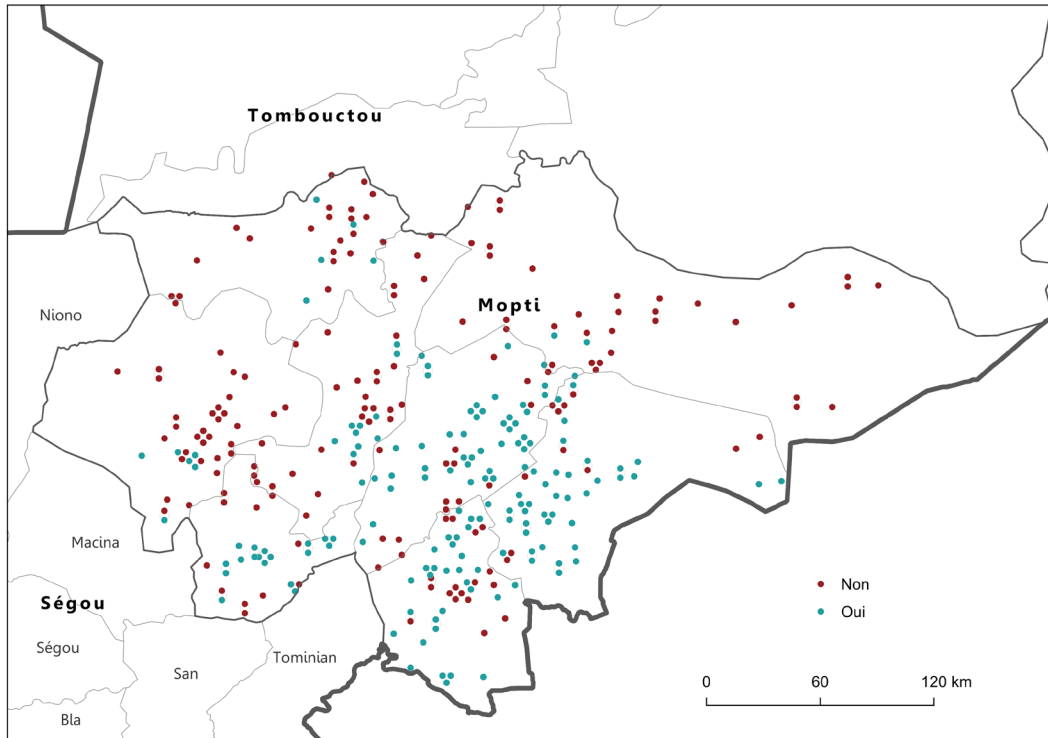 Tombouctou
Mopti
Niono
Macina
Ségou
Ségou
San
Tominian
Bla
Non
Oui
0 60 120 km